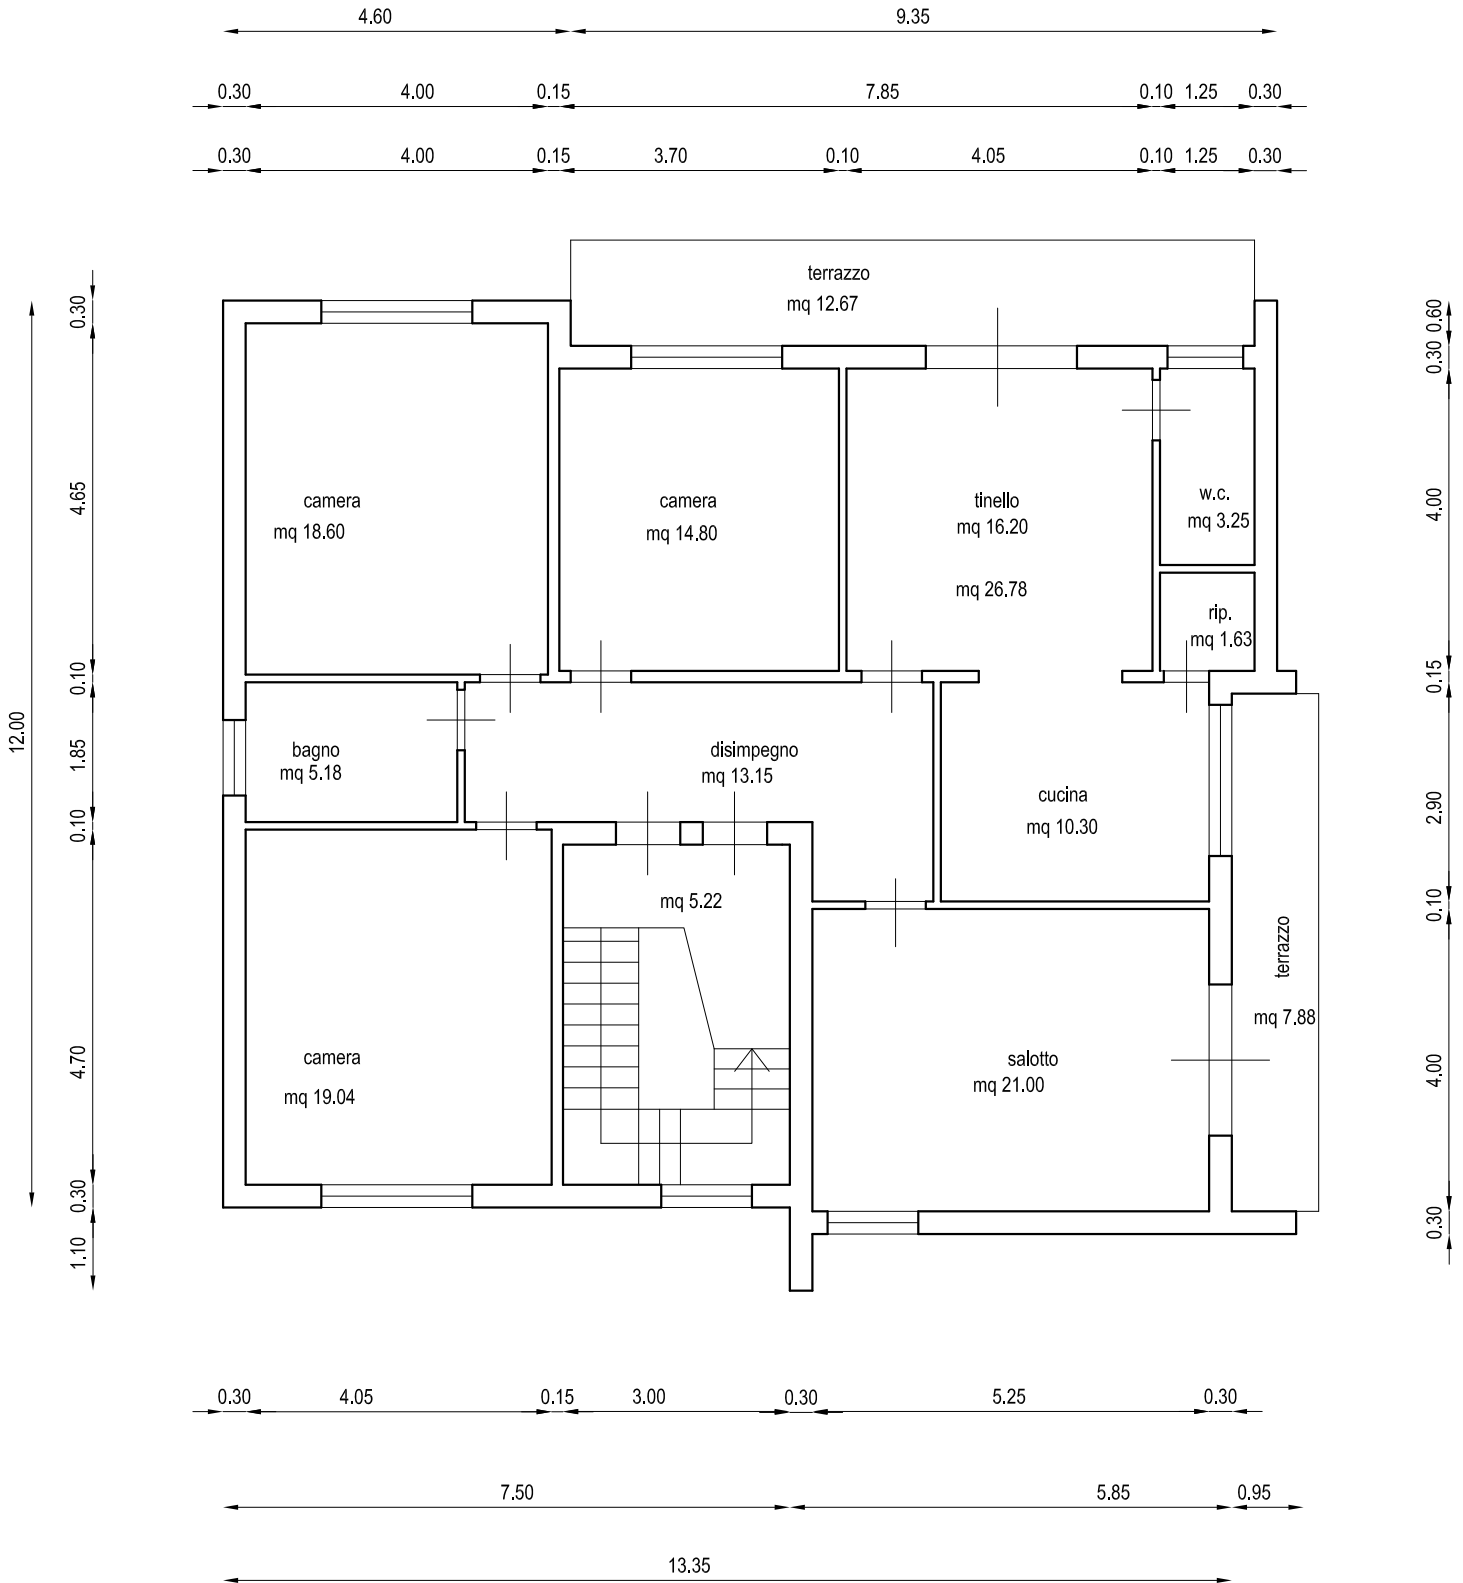 4.60 9.35
0.30 4.00 0.15 7.85 0.10 1.25 0.30
0.30 4.00 0.15 3.70 0.10 4.05 0.10 1.25 0.30
terrazzo
mq 12.67
0.30
4.65
0.10
1.85
0.10
4.70
0.30
1.10
12.00
0.60
0.30
4.00
0.15
2.90
0.10
4.00
0.30
camera
mq 18.60
camera
mq 14.80
tinello
mq 16.20
mq 26.78
w.c.
mq 3.25
rip.
mq 1.63
bagno
mq 5.18
disimpegno
mq 13.15
cucina
mq 10.30
mq 5.22
terrazzo
mq 7.88
camera
mq 19.04
salotto
mq 21.00
0.30 4.05 0.15 3.00 0.30 5.25 0.30
7.50 5.85 0.95
13.35